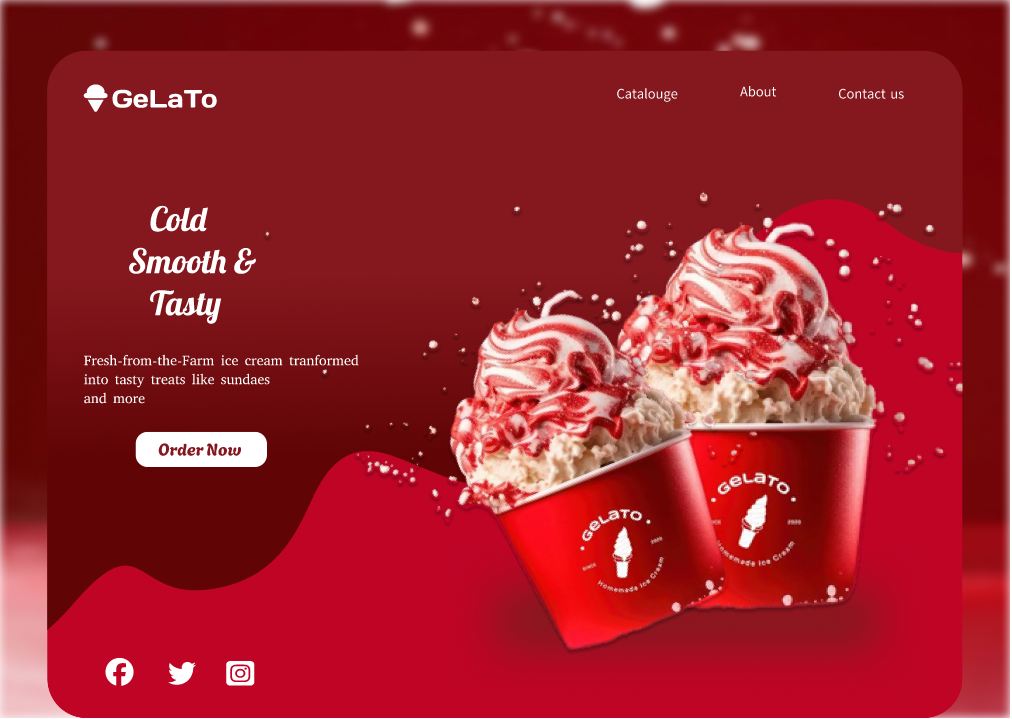 GeLaTo
Catalouge
About
Contact us
Cold
Smooth &
Tasty
Fresh-from-the-Farm ice cream tranformed
into tasty treats like sundaes
and more
Order Now
GeLaTo
SINCE
2020
Homemade Ice Cream
GeLaTo
2020
Homemade Ice Cream